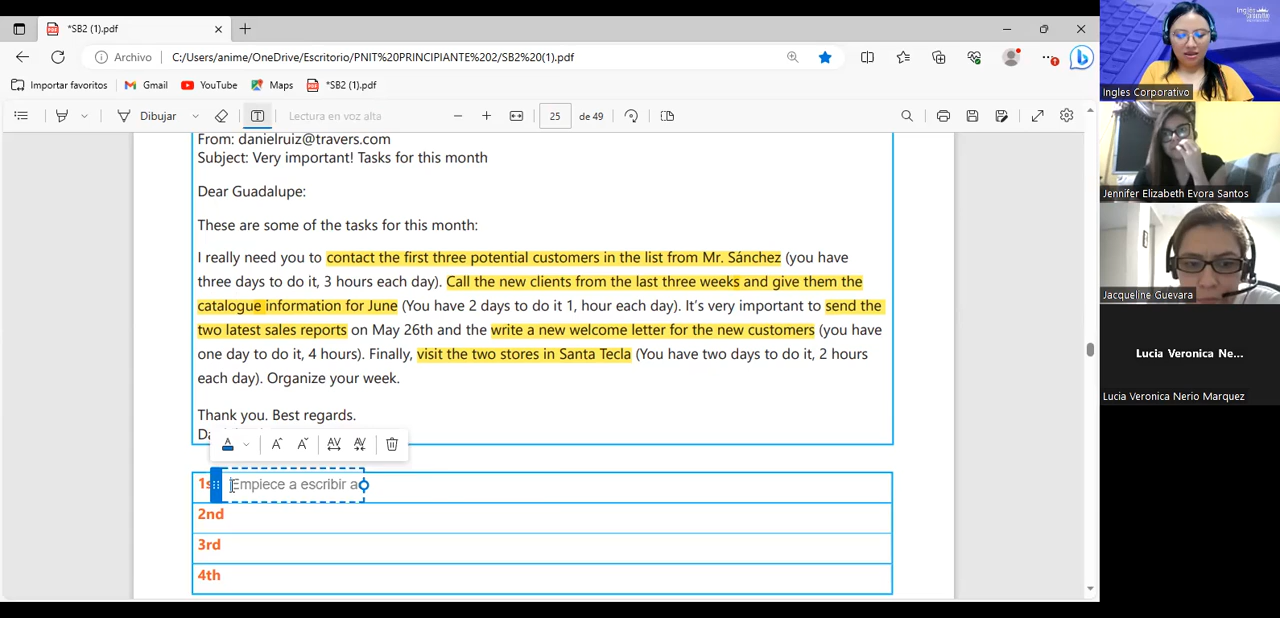 *SB2 (1).pdf
Archivo
C:/Users/anime/OneDrive/Escritorio/PNIT%20PRINCIPIANTE%202/SB2%20(1).pdf
Importar favoritos
Gmail
YouTube
Maps
*SB2 (1).pdf
Dibujar
Lectura en voz alta
25
de 49
From: danielruiz@travers.com
Subject: Very important! Tasks for this month
Dear Guadalupe:
These are some of the tasks for this month:
I really need you to contact the first three potential customers in the list from Mr. Sánchez (you have
three days to do it, 3 hours each day). Call the new clients from the last three weeks and give them the
catalogue information for June (You have 2 days to do it 1, hour each day). It’s very important to send the
two latest sales reports on May 26th and the write a new welcome letter for the new customers (you have
one day to do it, 4 hours). Finally, visit the two stores in Santa Tecla (You have two days to do it, 2 hours
each day). Organize your week.
Thank you. Best regards.
Empiece a escribir a
2nd
3rd
4th
Ingles Corporativo
Jennifer Elizabeth Evora Santos
Jacqueline Guevara
Lucia Veronica Ne...
Lucia Veronica Nerio Marquez